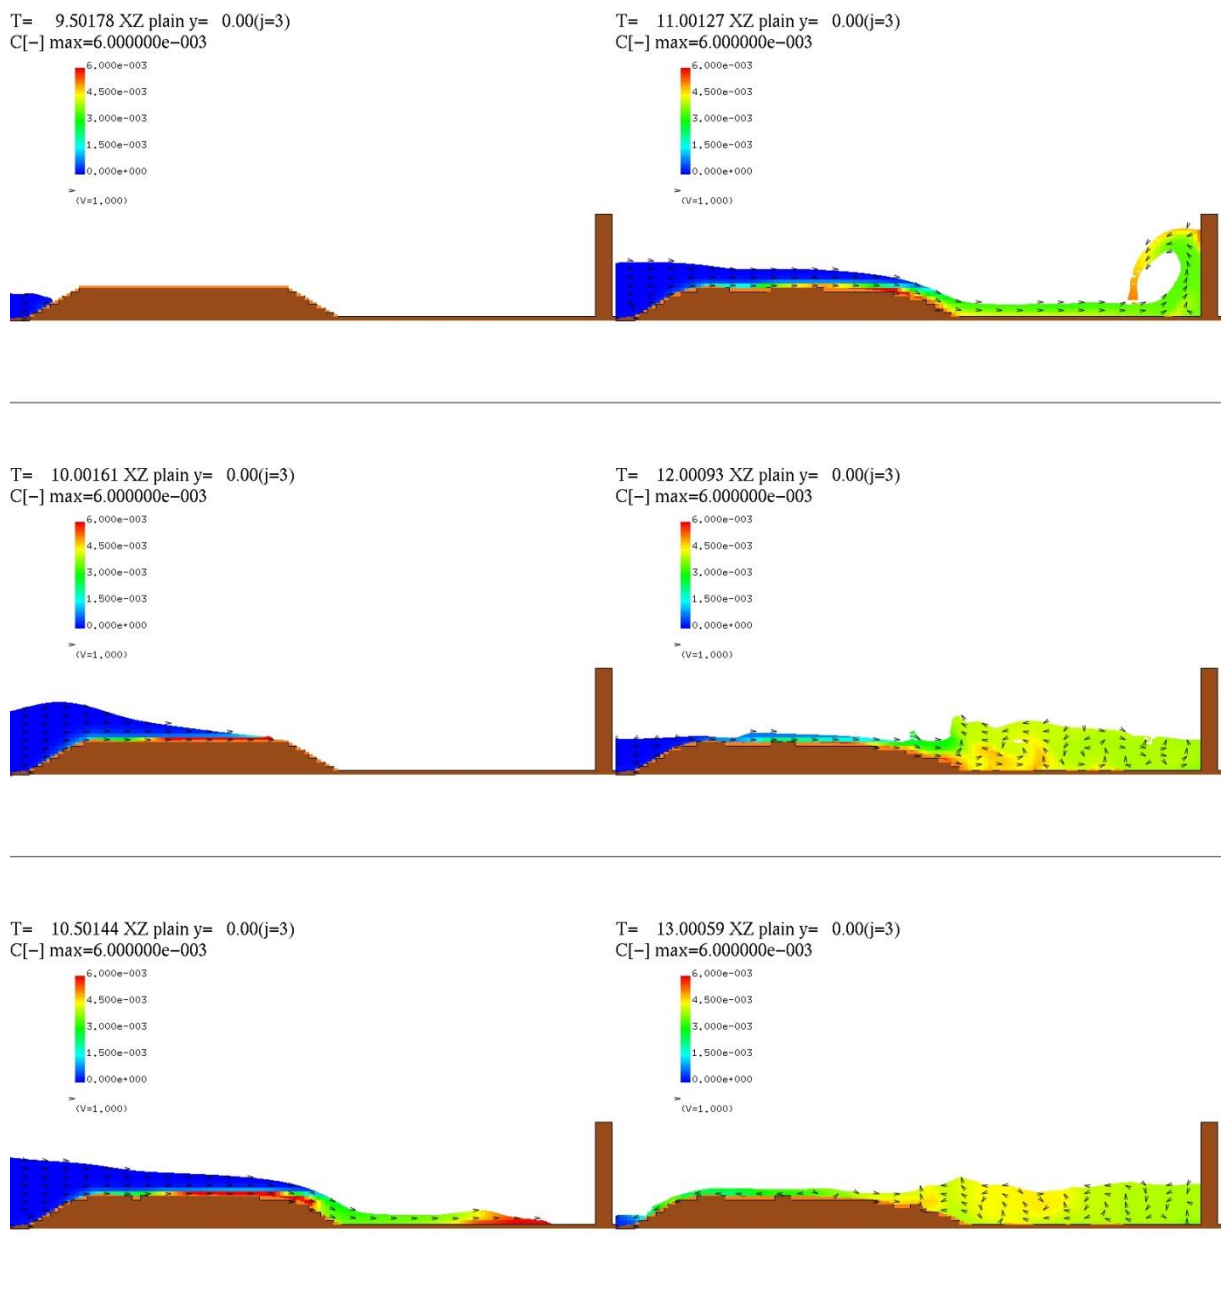 T= 9.50178 XZ plain y= 0.00(j=3)
C[−] max=6.000000e−003
6.000e-003
4.500e-003
3.000e-003
1.500e-003
0.000e+000
(V=1.000)
T= 10.00161 XZ plain y= 0.00(j=3)
C[−] max=6.000000e−003
6.000e-003
4.500e-003
3.000e-003
1.500e-003
0.000e+000
(V=1.000)
T= 10.50144 XZ plain y= 0.00(j=3)
C[−] max=6.000000e−003
6.000e-003
4.500e-003
3.000e-003
1.500e-003
0.000e+000
(V=1.000)
T= 11.00127 XZ plain y= 0.00(j=3)
C[−] max=6.000000e−003
6.000e-003
4.500e-003
3.000e-003
1.500e-003
0.000e+000
(V=1.000)
T= 12.00093 XZ plain y= 0.00(j=3)
C[−] max=6.000000e−003
6.000e-003
4.500e-003
3.000e-003
1.500e-003
0.000e+000
(V=1.000)
T= 13.00059 XZ plain y= 0.00(j=3)
C[−] max=6.000000e−003
6.000e-003
4.500e-003
3.000e-003
1.500e-003
0.000e+000
(V=1.000)